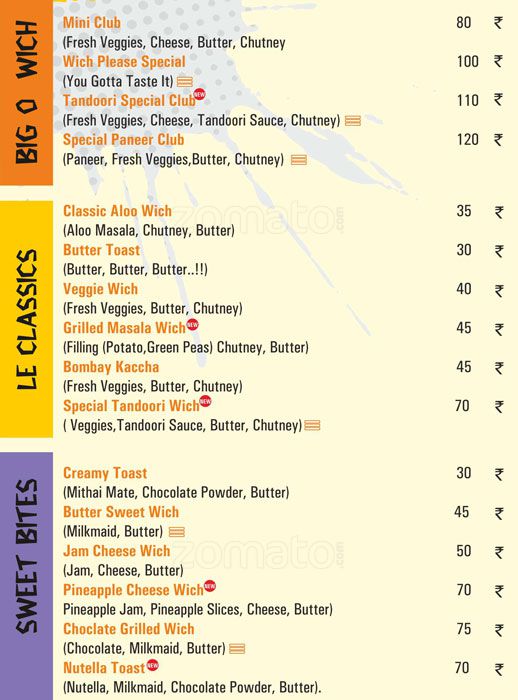 BIG O WICH
Mini Club 80 ₹
(Fresh Veggies, Cheese, Butter, Chutney
Wich Please Special 100 ₹
(You Gotta Taste It)
Tandoori Special Club NEW 110 ₹
(Fresh Veggies, Cheese, Tandoori Sauce, Chutney)
Special Paneer Club 120 ₹
(Paneer, Fresh Veggies,Butter, Chutney)
zomato.com
LE CLASSICS
Classic Aloo Wich 35 ₹
(Aloo Masala, Chutney, Butter)
Butter Toast 30 ₹
(Butter, Butter, Butter..!!)
Veggie Wich 40 ₹
(Fresh Veggies, Butter, Chutney)
Grilled Masala Wich NEW 45 ₹
(Filling (Potato,Green Peas) Chutney, Butter)
Bombay Kaccha 45 ₹
(Fresh Veggies, Butter, Chutney)
Special Tandoori Wich NEW 70 ₹
( Veggies,Tandoori Sauce, Butter, Chutney)
SWEET BITES
Creamy Toast 30 ₹
(Mithai Mate, Chocolate Powder, Butter)
Butter Sweet Wich 45 ₹
(Milkmaid, Butter)
Jam Cheese Wich 50 ₹
(Jam, Cheese, Butter)
zomato.com
Pineapple Cheese Wich NEW 70 ₹
Pineapple Jam, Pineapple Slices, Cheese, Butter)
Choclate Grilled Wich 75 ₹
(Chocolate, Milkmaid, Butter)
Nutella Toast NEW 70 ₹
(Nutella, Milkmaid, Chocolate Powder, Butter).